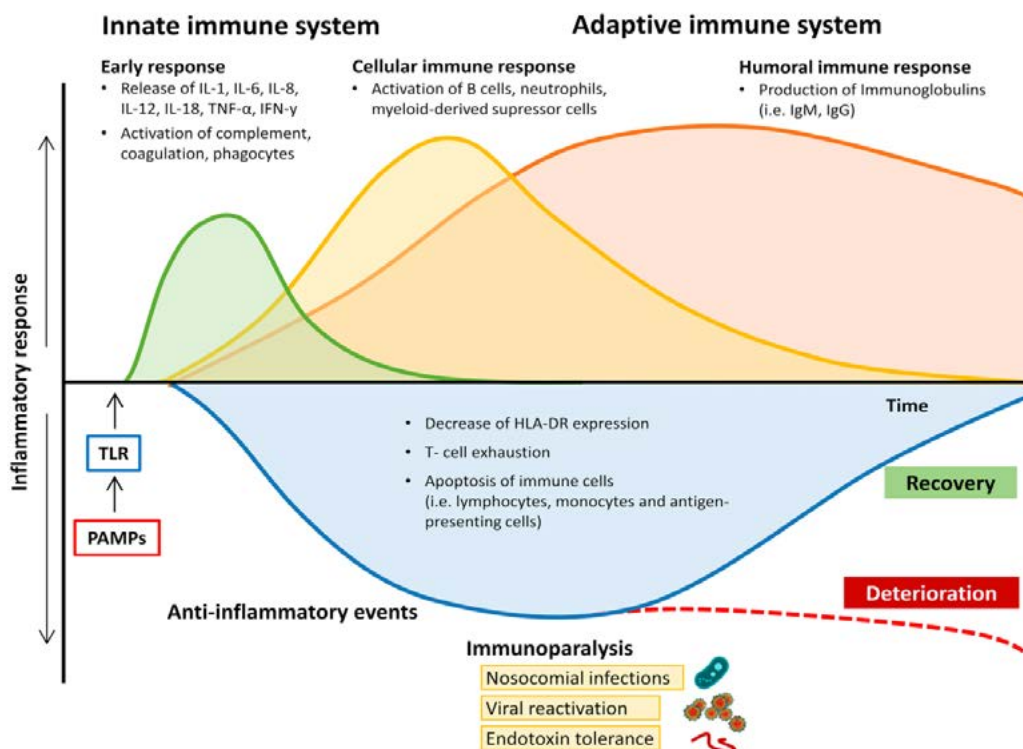 Innate immune system
Adaptive immune system
Early response
• Release of IL-1, IL-6, IL-8,
IL-12, IL-18, TNF-α, IFN-y
• Activation of complement,
coagulation, phagocytes
Cellular immune response
• Activation of B cells, neutrophils,
myeloid-derived supressor cells
Humoral immune response
• Production of Immunoglobulins
(i.e. IgM, IgG)
Inflammatory response
Time
TLR
PAMPs
• Decrease of HLA-DR expression
• T- cell exhaustion
• Apoptosis of immune cells
(i.e. lymphocytes, monocytes and antigen-
presenting cells)
Recovery
Deterioration
Anti-inflammatory events
Immunoparalysis
Nosocomial infections
Viral reactivation
Endotoxin tolerance